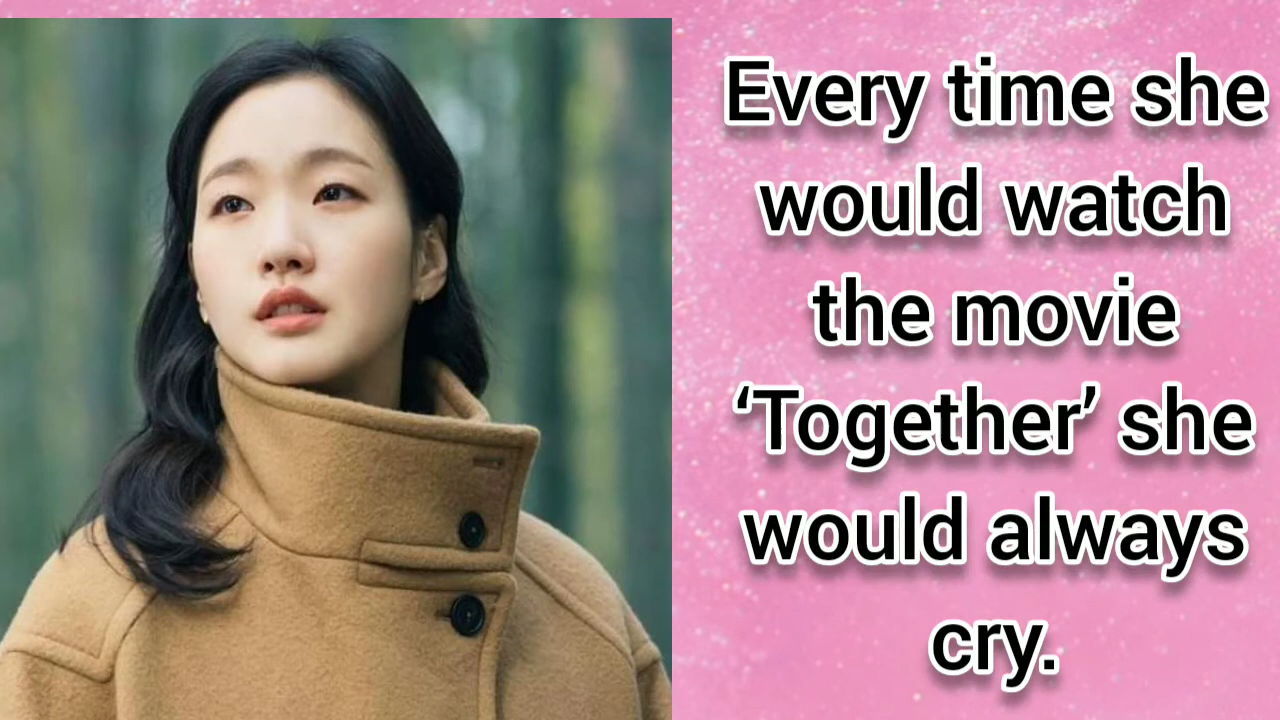 Every time she
would watch
the movie
‘Together’ she
would always
cry.